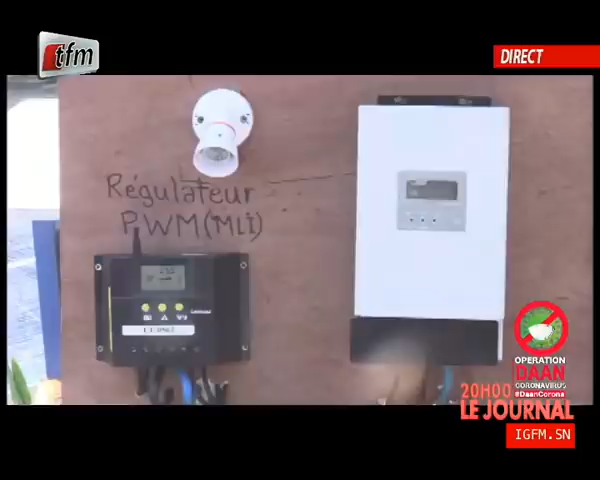 tfm
DIRECT
Régulateur
PWM(MLI)
OPERATION
DAAN
CORONAVIRUS
#DaanCorona
20H00
LE JOURNAL
IGFM.SN